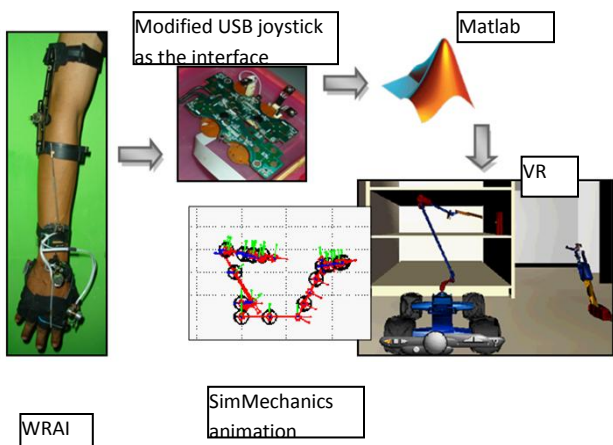 Modified USB joystick
as the interface
Matlab
VR
WRAI
SimMechanics
animation